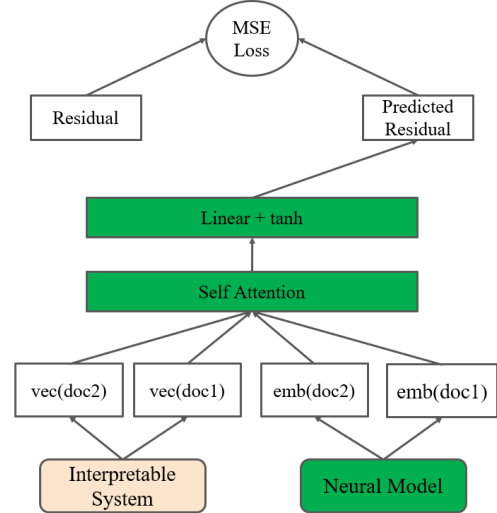 MSE
Loss
Residual
Predicted
Residual
Linear + tanh
Self Attention
vec(doc2)
vec(doc1)
emb(doc2)
emb(doc1)
Interpretable
System
Neural Model